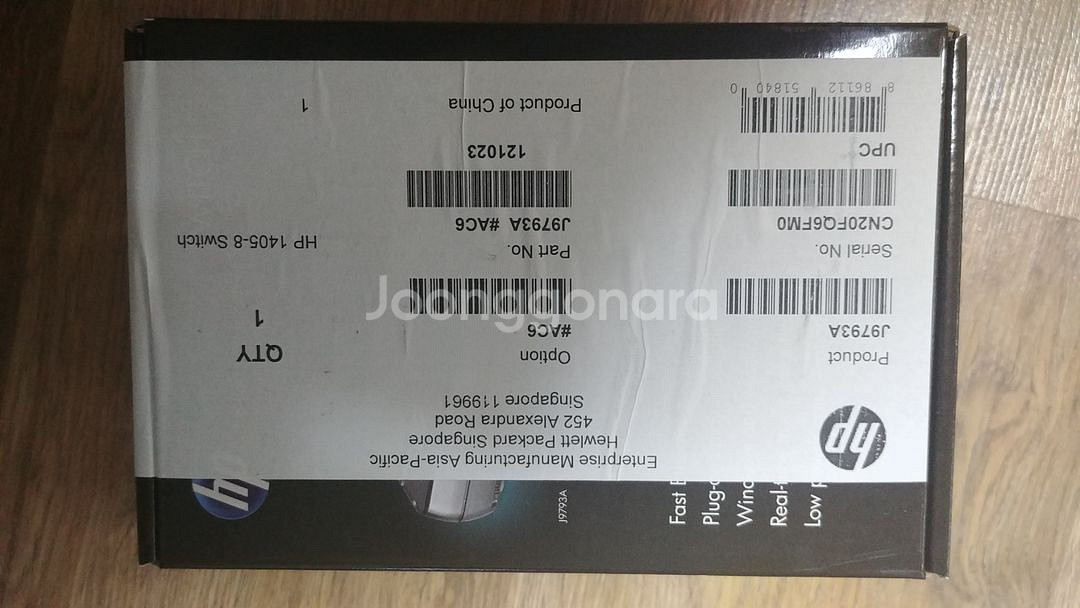 hp
Enterprise Manufacturing Asia-Pacific
Hewlett Packard Singapore
452 Alexandra Road
Singapore 119961
Product
J9793A
Option
#AC6
QTY
1
Serial No.
CN20FQ6FM0
Part No.
J9793A #AC6
HP 1405-8 Switch
UPC
8 86112 51840 0
121023
Product of China
1
Joonggonara
hp
J9793A
Fast
Plug-
Real-
Low